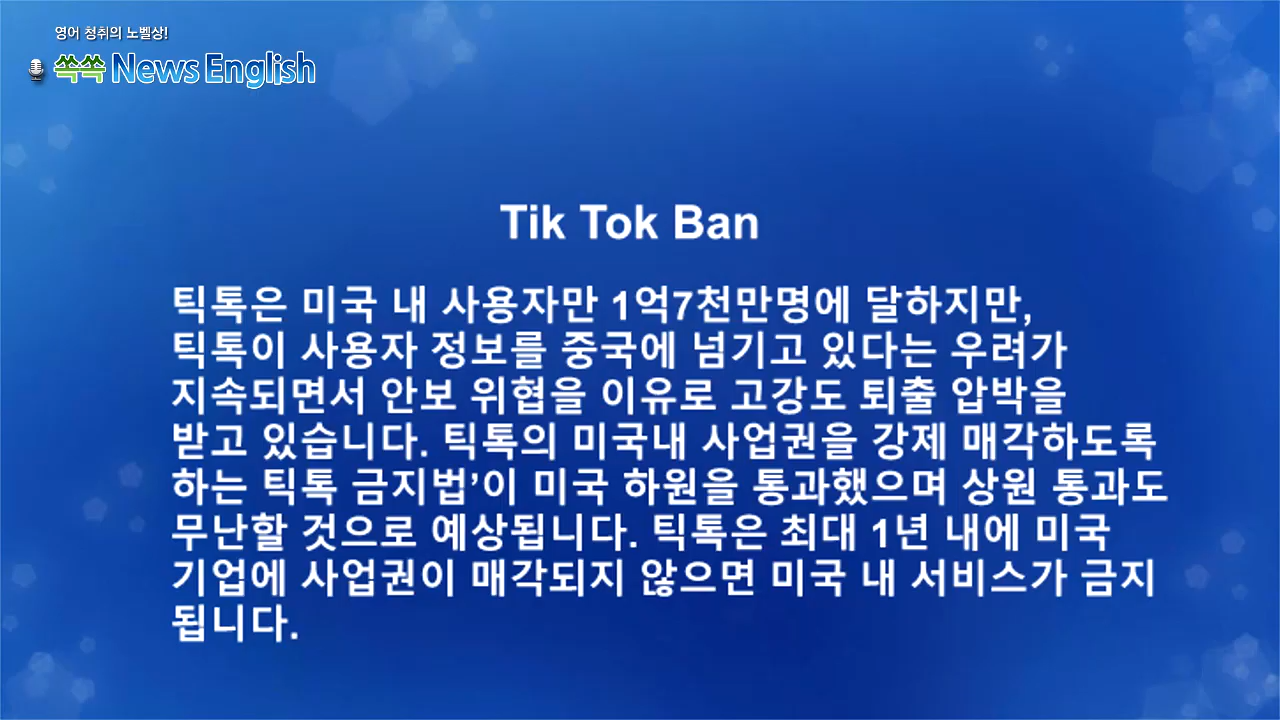 영어 청취의 노벨상!
쏙쏙 News English
Tik Tok Ban
틱톡은 미국 내 사용자만 1억7천만명에 달하지만,
틱톡이 사용자 정보를 중국에 넘기고 있다는 우려가
지속되면서 안보 위협을 이유로 고강도 퇴출 압박을
받고 있습니다. 틱톡의 미국내 사업권을 강제 매각하도록
하는 틱톡 금지법’이 미국 하원을 통과했으며 상원 통과도
무난할 것으로 예상됩니다. 틱톡은 최대 1년 내에 미국
기업에 사업권이 매각되지 않으면 미국 내 서비스가 금지
됩니다.